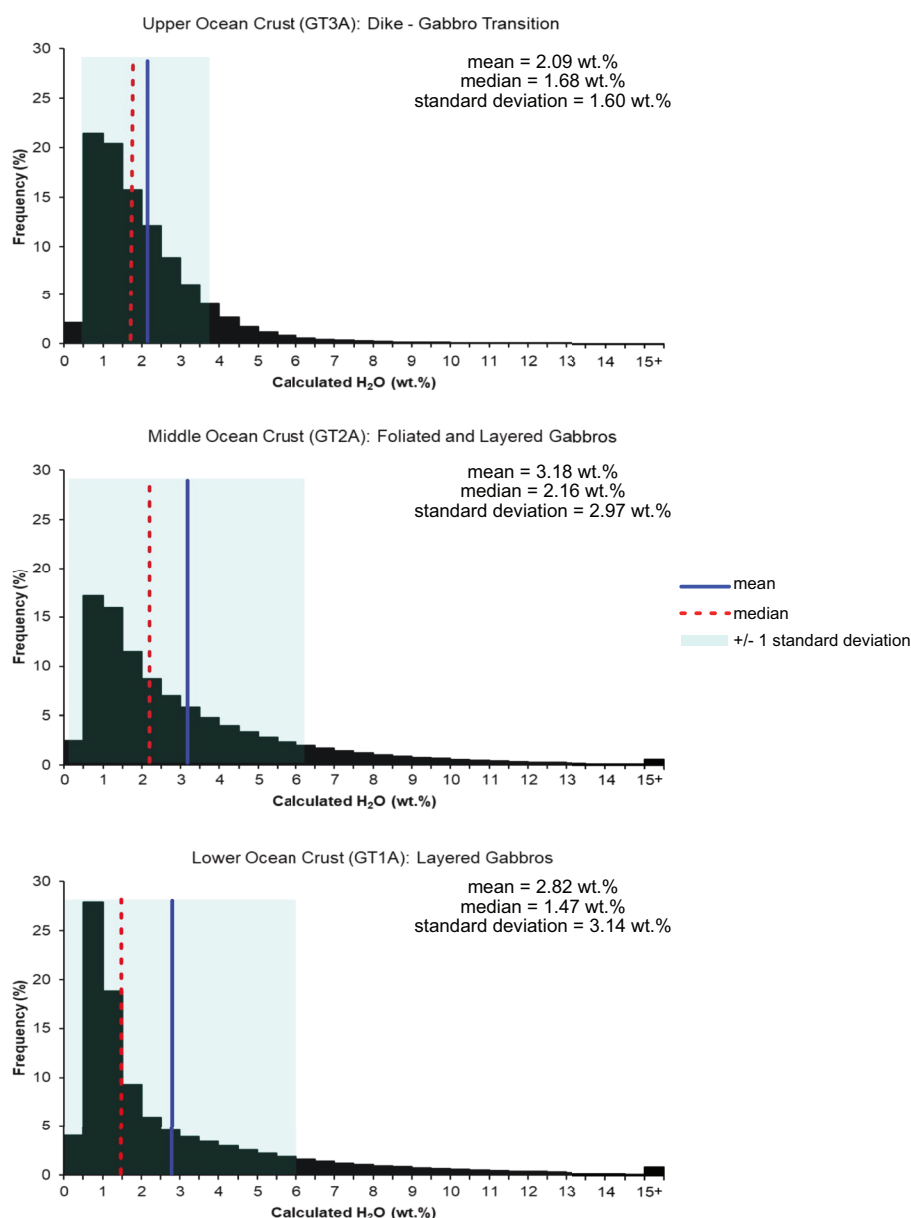 Upper Ocean Crust (GT3A): Dike - Gabbro Transition
mean = 2.09 wt.%
median = 1.68 wt.%
standard deviation = 1.60 wt.%
Frequency (%)
30
25
20
15
10
5
0
0 1 2 3 4 5 6 7 8 9 10 11 12 13 14 15+
Calculated H₂O (wt.%)
Middle Ocean Crust (GT2A): Foliated and Layered Gabbros
mean = 3.18 wt.%
median = 2.16 wt.%
standard deviation = 2.97 wt.%
Frequency (%)
30
25
20
15
10
5
0
0 1 2 3 4 5 6 7 8 9 10 11 12 13 14 15+
Calculated H₂O (wt.%)
mean
median
+/- 1 standard deviation
Lower Ocean Crust (GT1A): Layered Gabbros
mean = 2.82 wt.%
median = 1.47 wt.%
standard deviation = 3.14 wt.%
Frequency (%)
30
25
20
15
10
5
0
0 1 2 3 4 5 6 7 8 9 10 11 12 13 14 15+
Calculated H₂O (wt.%)